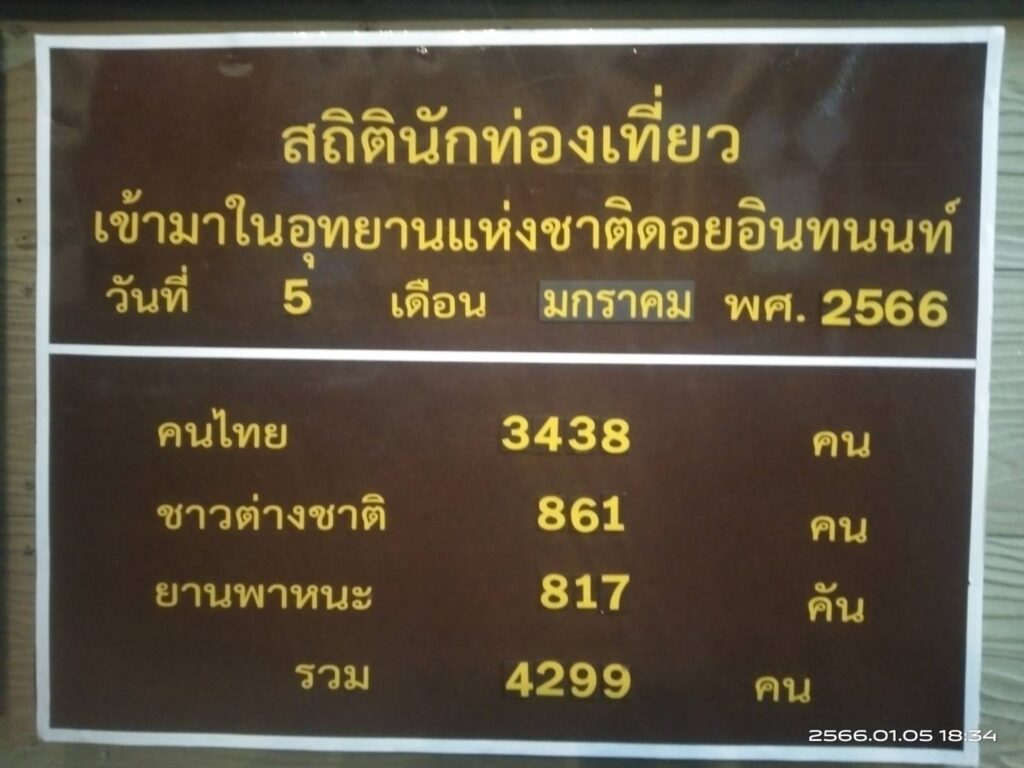 สถิตินักท่องเที่ยว
เข้ามาในอุทยานแห่งชาติดอยอินทนนท์
วันที่ 5 เดือน มกราคม พศ. 2566
คนไทย 3438 คน
ชาวต่างชาติ 861 คน
ยานพาหนะ 817 คัน
รวม 4299 คน
2566.01.05 18:34